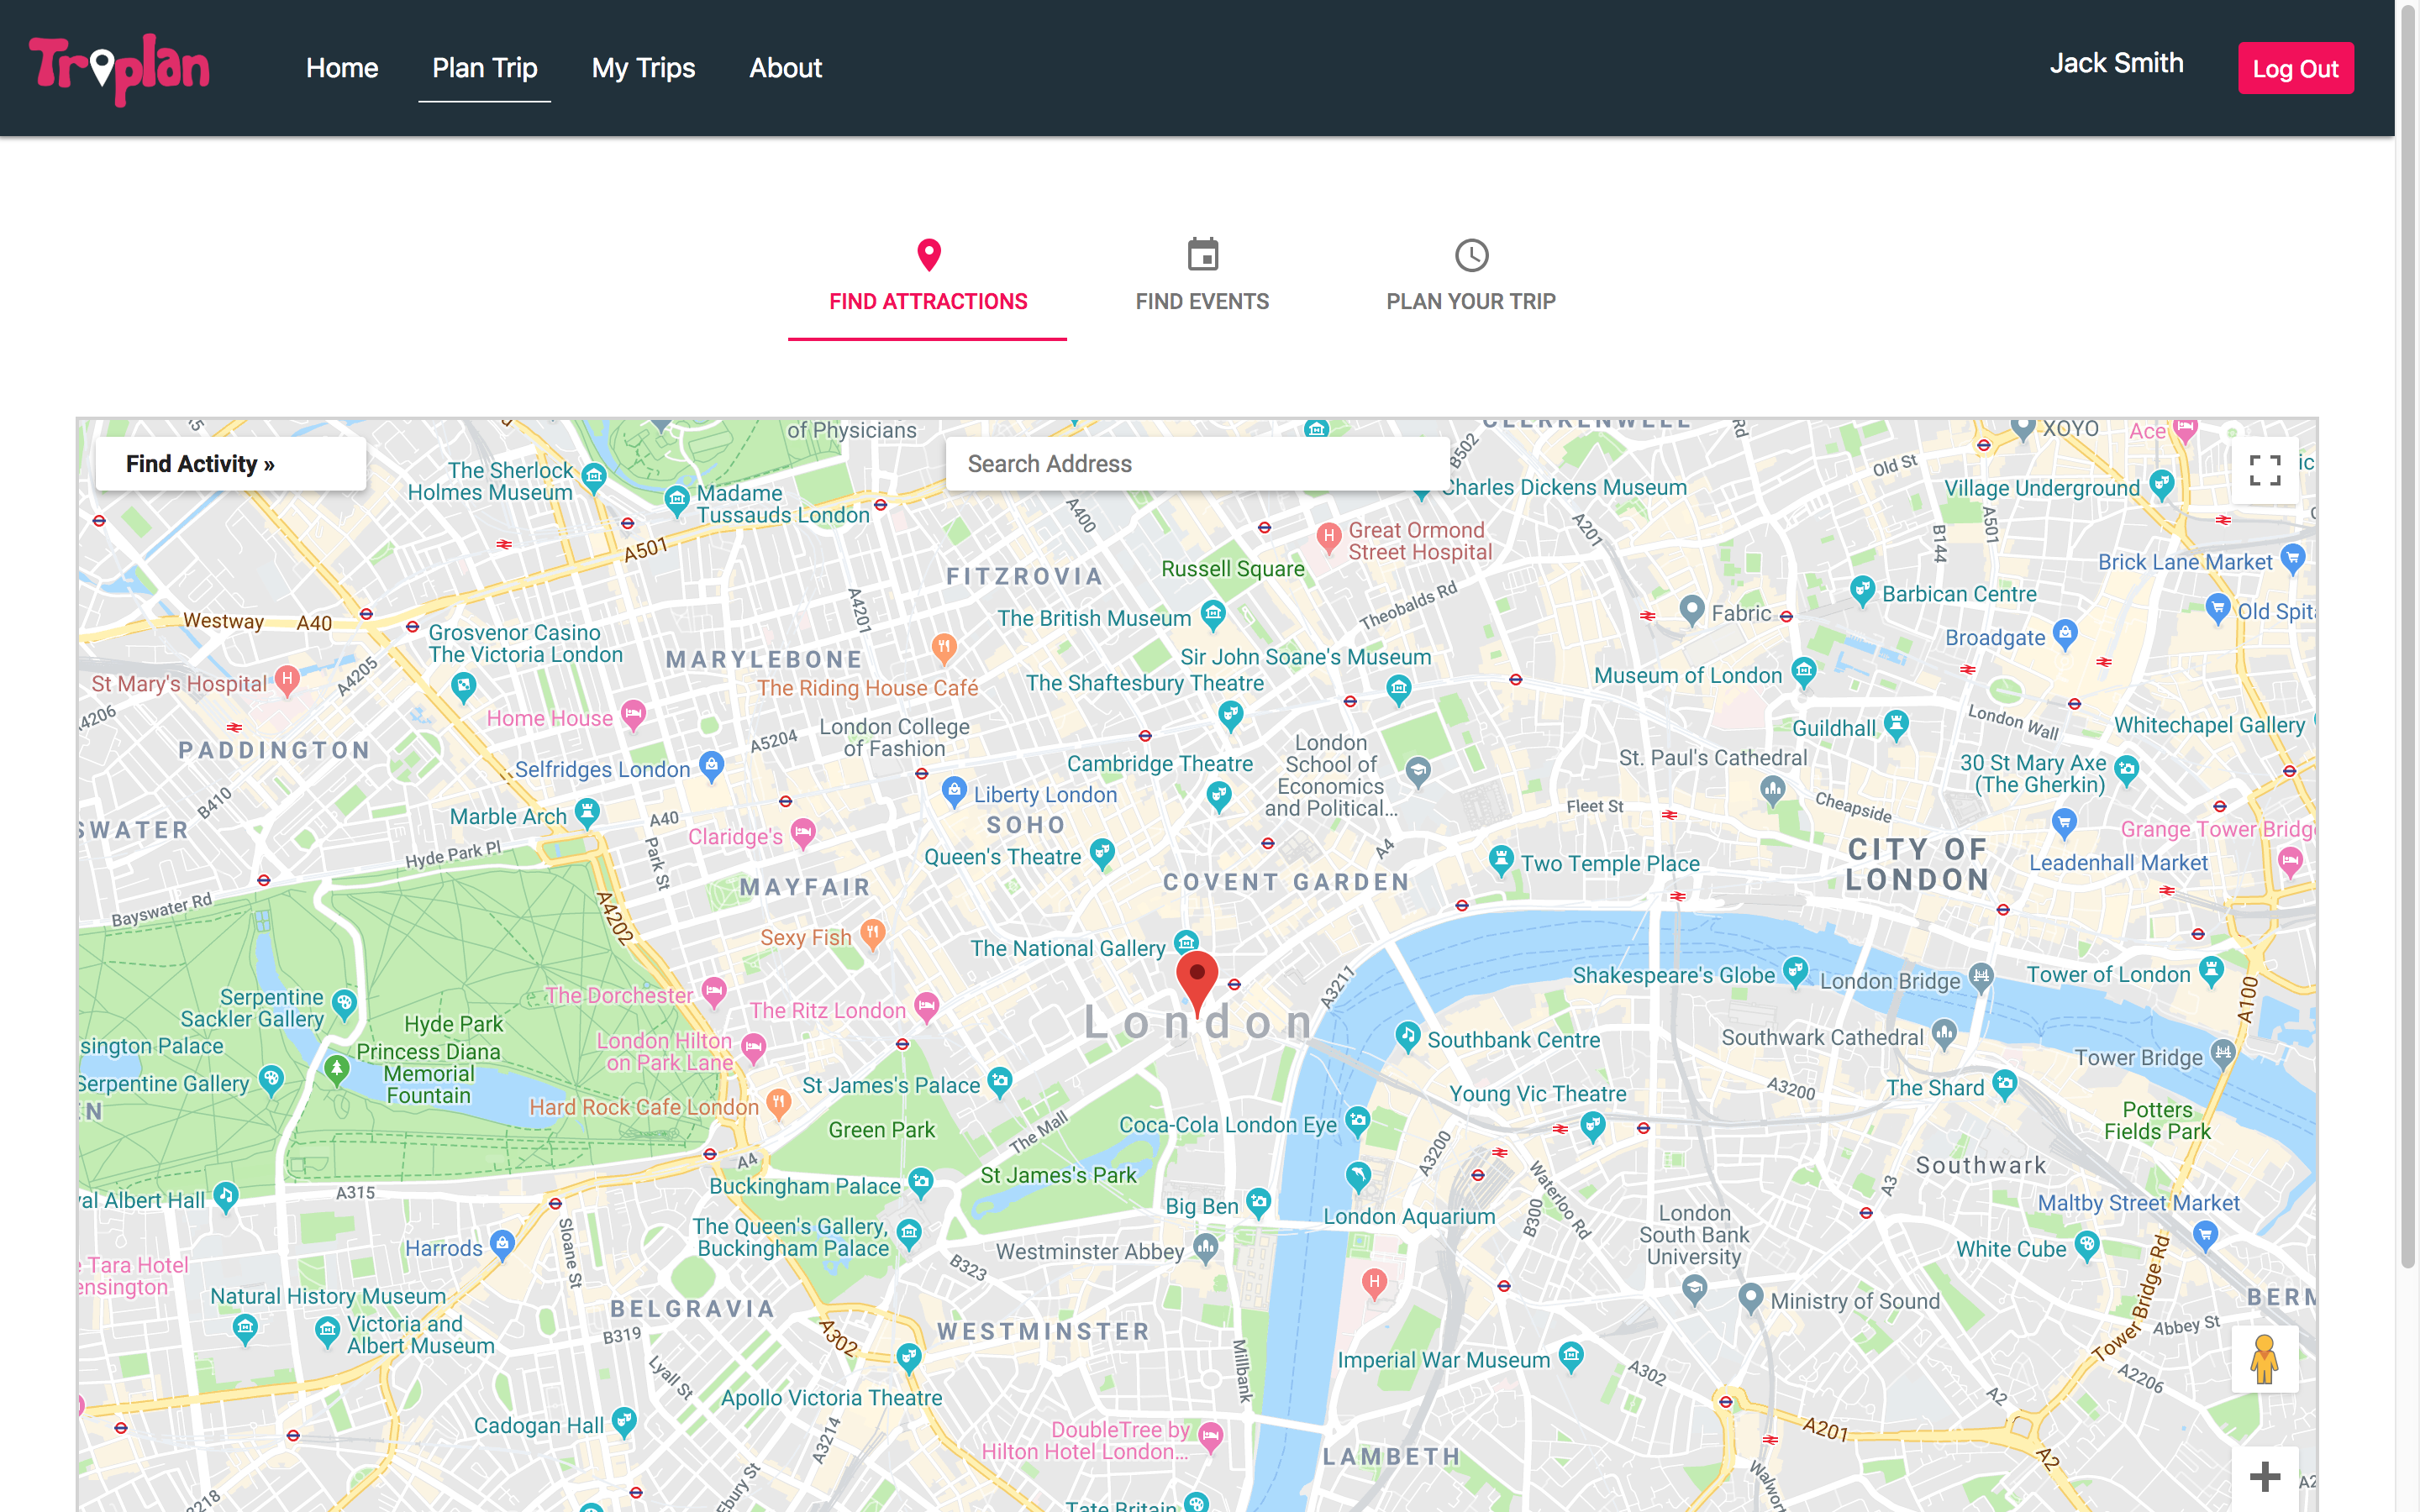 Triplan
Home
Plan Trip
My Trips
About
Jack Smith
Log Out
FIND ATTRACTIONS
FIND EVENTS
PLAN YOUR TRIP
Find Activity »
Search Address
of Physicians
CLERKENWELL
XOYO
Ace
Old St
The Sherlock
Holmes Museum
Madame
Tussauds London
Charles Dickens Museum
Village Underground
B502
A400
A201
A501
B144
A501
Great Ormond
Street Hospital
Russell Square
Brick Lane Market
FITZROVIA
The British Museum
Theobalds Rd
Barbican Centre
Fabric
Old Spit
Westway
A40
A4201
Grosvenor Casino
The Victoria London
Broadgate
MARYLEBONE
Sir John Soane's Museum
The Shaftesbury Theatre
Museum of London
St Mary's Hospital
A4205
The Riding House Café
A4206
Home House
London College
of Fashion
Guildhall
London Wall
Whitechapel Gallery
PADDINGTON
A5204
Cambridge Theatre
London
School of
Economics
and Political...
St. Paul's Cathedral
30 St Mary Axe
(The Gherkin)
Selfridges London
Liberty London
B410
Marble Arch
A40
SOHO
Fleet St
Cheapside
SWATER
Claridge's
Grange Tower Bridge
Hyde Park Pl
Park St
Queen's Theatre
A4
Two Temple Place
CITY OF
LONDON
Leadenhall Market
MAYFAIR
COVENT GARDEN
Bayswater Rd
A4202
Sexy Fish
The National Gallery
A3211
Shakespeare's Globe
London Bridge
Tower of London
A100
Serpentine
Sackler Gallery
The Dorchester
The Ritz London
London
Hyde Park
sington Palace
Princess Diana
Memorial
Fountain
London Hilton
on Park Lane
Southbank Centre
Southwark Cathedral
Tower Bridge
Serpentine Gallery
St James's Palace
Young Vic Theatre
A3200
The Shard
EN
Hard Rock Cafe London
Green Park
The Mall
Coca-Cola London Eye
A3200
Potters
Fields Park
A4
St James's Park
Waterloo Rd
Southwark
A315
Buckingham Palace
Big Ben
A3
al Albert Hall
London Aquarium
B300
Maltby Street Market
Sloane St
The Queen's Gallery,
Buckingham Palace
London
South Bank
University
Harrods
Westminster Abbey
White Cube
Tara Hotel
ensington
B323
Tower Bridge Rd
Natural History Museum
BELGRAVIA
Ministry of Sound
BERM
Victoria and
Albert Museum
B319
A302
WESTMINSTER
Abbey St
Lyall St
Millbank
Imperial War Museum
A302
A2206
Apollo Victoria Theatre
A2
Cadogan Hall
A3214
DoubleTree by
Hilton Hotel London...
LAMBETH
A201
A2
Ebury St
Walwor
A2
3218
Tate Britain